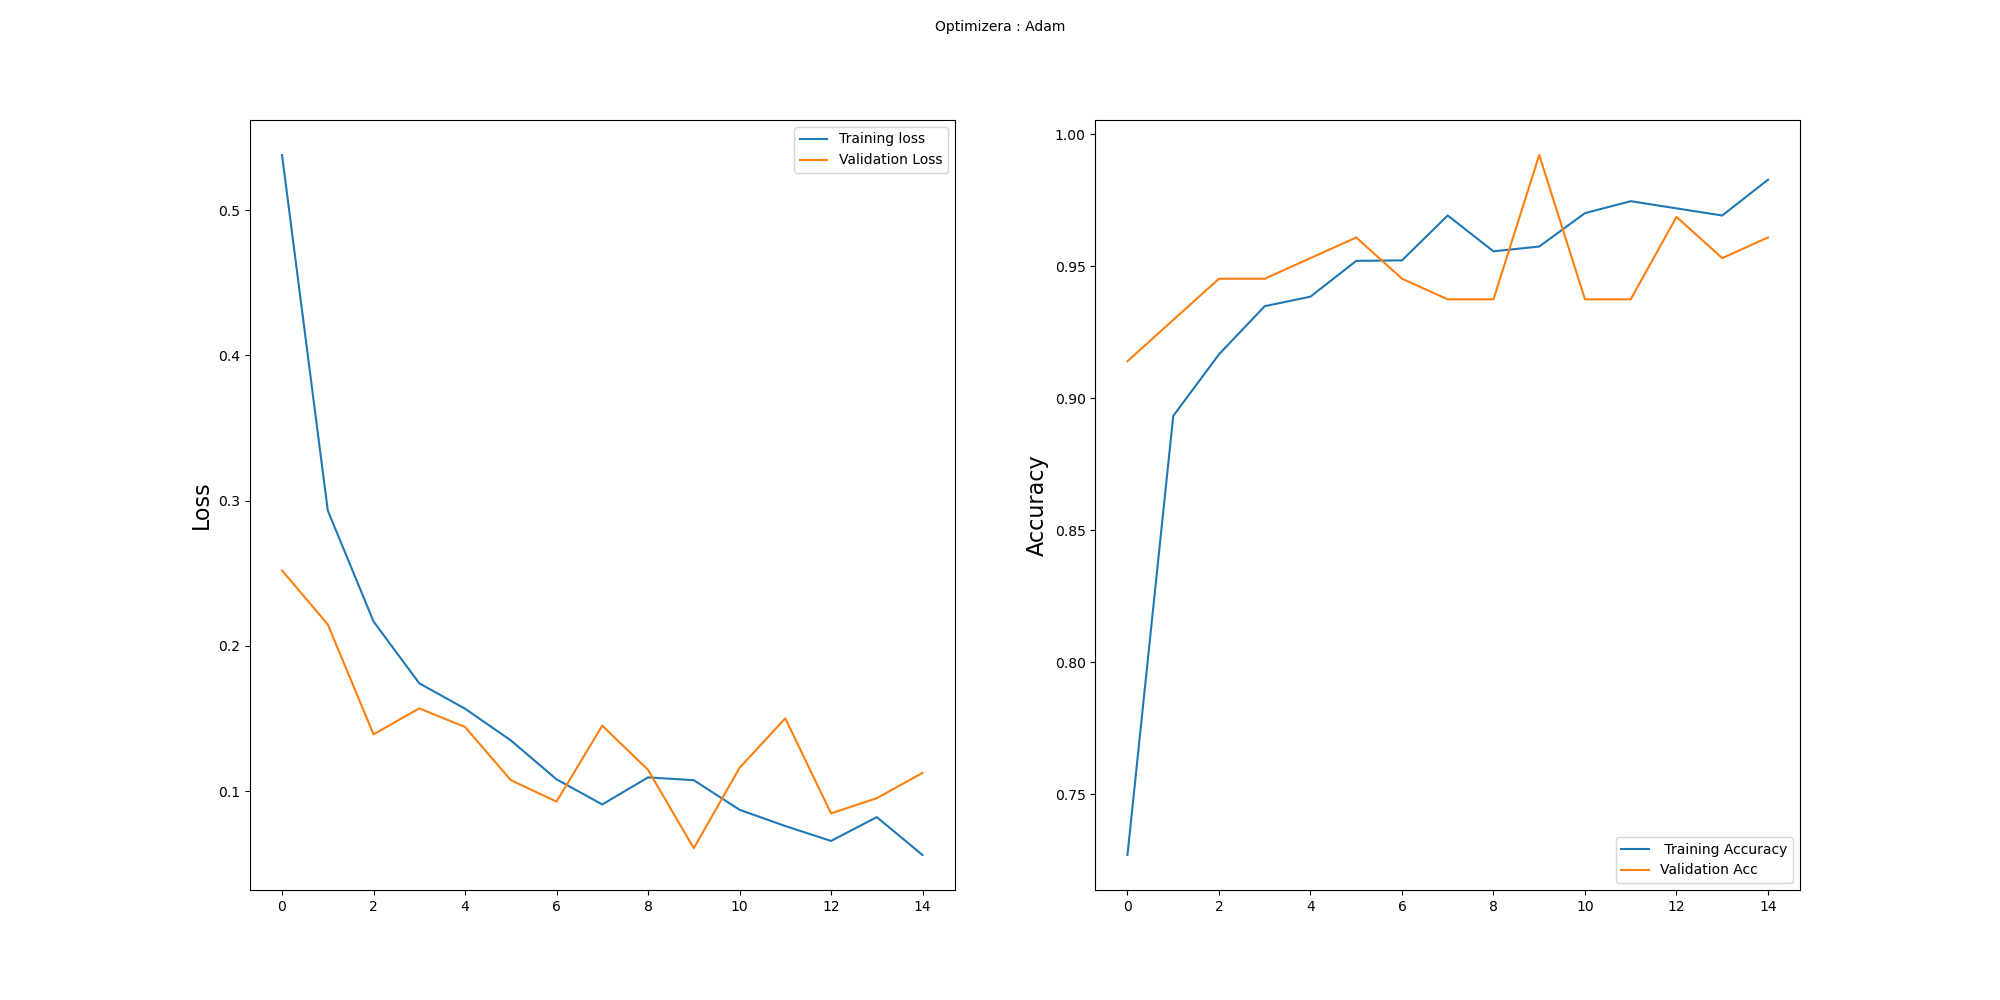 Optimizera : Adam
Training loss
Validation Loss
0.5
0.4
0.3
0.2
0.1
Loss
0 2 4 6 8 10 12 14
1.00
0.95
0.90
0.85
0.80
0.75
Accuracy
Training Accuracy
Validation Acc
0 2 4 6 8 10 12 14